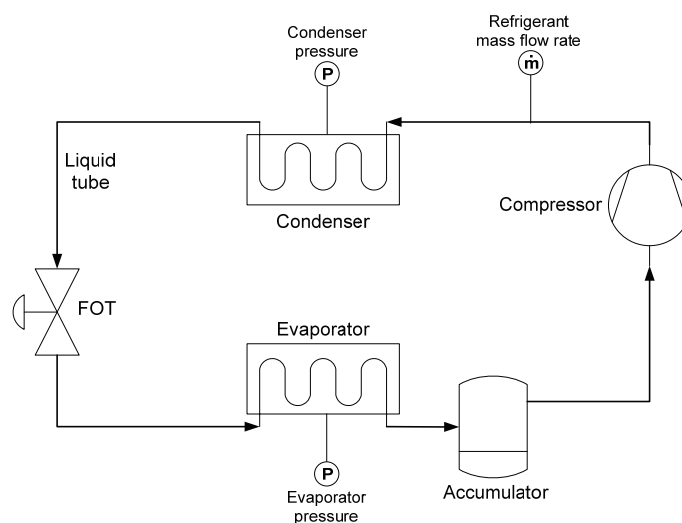 Refrigerant
mass flow rate
ṁ
Condenser
pressure
P
Liquid
tube
Condenser
Compressor
FOT
Evaporator
P
Evaporator
pressure
Accumulator